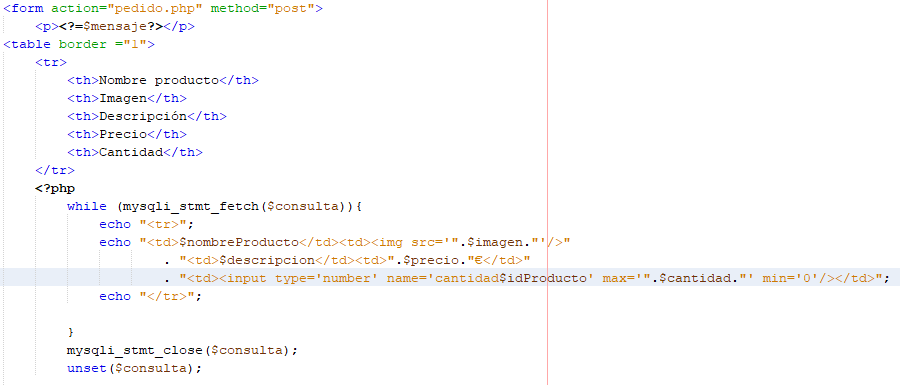 <form action="pedido.php" method="post">
<p><?=$mensaje?></p>
<table border ="1">
<tr>
<th>Nombre producto</th>
<th>Imagen</th>
<th>Descripción</th>
<th>Precio</th>
<th>Cantidad</th>
</tr>
<?php
while (mysqli_stmt_fetch($consulta)){
echo "<tr>";
echo "<td>$nombreProducto</td><td><img src='".$imagen."'/>"
. "<td>$descripcion</td><td>".$precio."€</td>"
. "<td><input type='number' name='cantidad$idProducto' max='".$cantidad."' min='0'/></td>";
echo "</tr>";
}
mysqli_stmt_close($consulta);
unset($consulta);